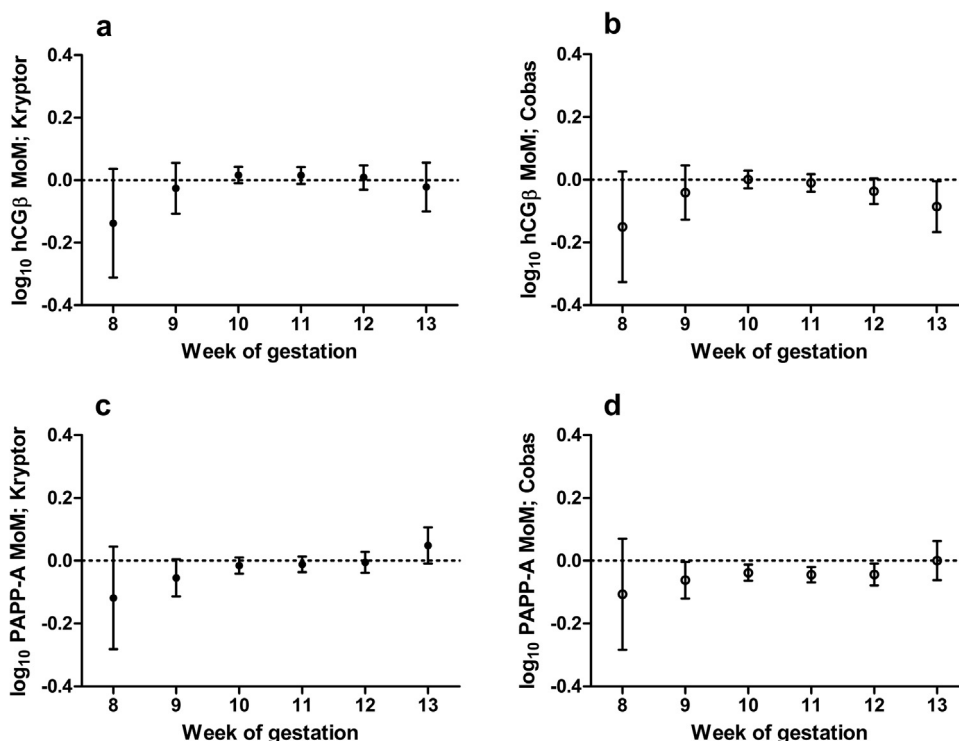 a
log₁₀ hCGβ MoM; Kryptor
0.4
0.2
0.0
-0.2
-0.4
8 9 10 11 12 13
Week of gestation
b
log₁₀ hCGβ MoM; Cobas
0.4
0.2
0.0
-0.2
-0.4
8 9 10 11 12 13
Week of gestation
c
log₁₀ PAPP-A MoM; Kryptor
0.4
0.2
0.0
-0.2
-0.4
8 9 10 11 12 13
Week of gestation
d
log₁₀ PAPP-A MoM; Cobas
0.4
0.2
0.0
-0.2
-0.4
8 9 10 11 12 13
Week of gestation